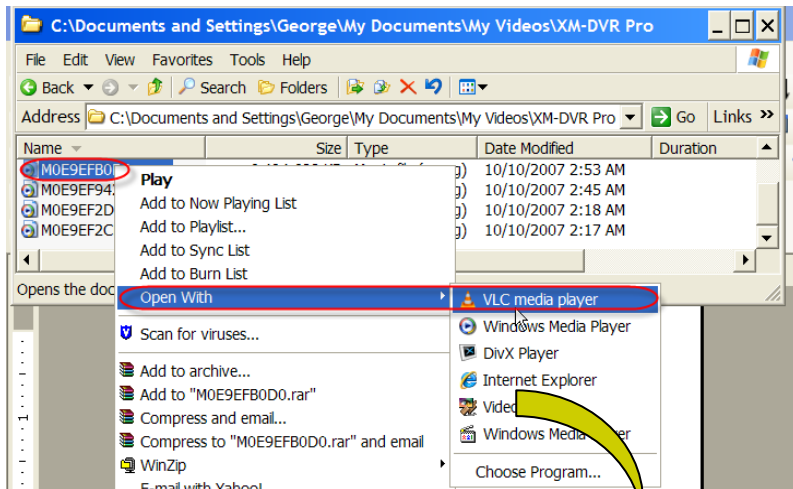 C:\Documents and Settings\George\My Documents\My Videos\XM-DVR Pro
File Edit View Favorites Tools Help
Back Search Folders
Address C:\Documents and Settings\George\My Documents\My Videos\XM-DVR Pro Go Links »
Name Size Type Date Modified Duration
M0E9EFB0 10/10/2007 2:53 AM
M0E9EF94 10/10/2007 2:45 AM
M0E9EF2D 10/10/2007 2:18 AM
M0E9EF2C 10/10/2007 2:17 AM
Opens the doc
Play
Add to Now Playing List
Add to Playlist...
Add to Sync List
Add to Burn List
Open With
Scan for viruses...
Add to archive...
Add to "M0E9EFB0D0.rar"
Compress and email...
Compress to "M0E9EFB0D0.rar" and email
WinZip
E-mail with Yahoo!
VLC media player
Windows Media Player
DivX Player
Internet Explorer
Video
Windows Media
Choose Program...